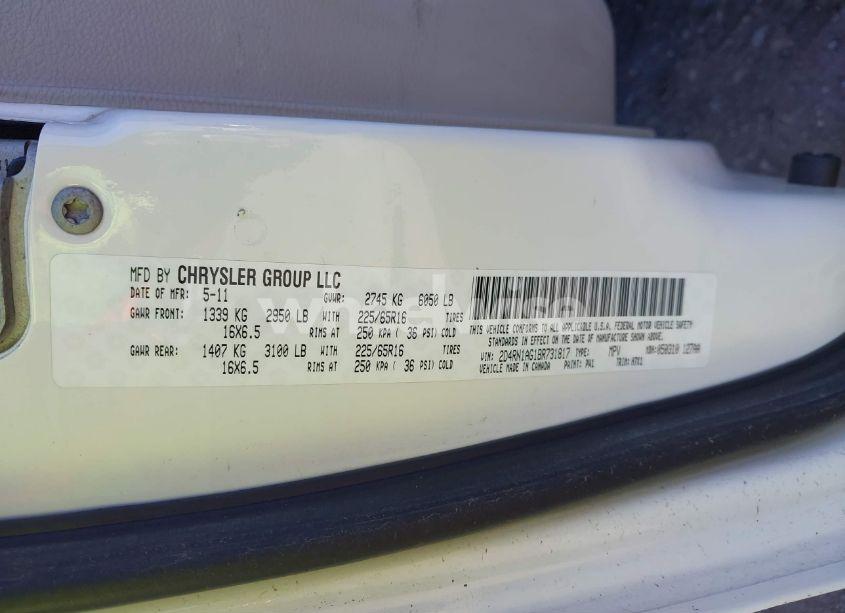 MFD BY CHRYSLER GROUP LLC
DATE OF MFR: 5-11 GVWR: 2745 KG 6050 LB
GAWR FRONT: 1339 KG 2950 LB WITH 225/65R16 TIRES
16X6.5 RIMS AT 250 KPA ( 36 PSI) COLD
GAWR REAR: 1407 KG 3100 LB WITH 225/65R16 TIRES
16X6.5 RIMS AT 250 KPA ( 36 PSI) COLD
THIS VEHICLE CONFORMS TO ALL APPLICABLE U.S.A. FEDERAL MOTOR VEHICLE SAFETY
STANDARDS IN EFFECT ON THE DATE OF MANUFACTURE SHOWN ABOVE.
VIN: 2D4RN1AG1BR731817 TYPE: MPV MDH: 050310 127AA
VEHICLE MADE IN CANADA PAINT: PW1